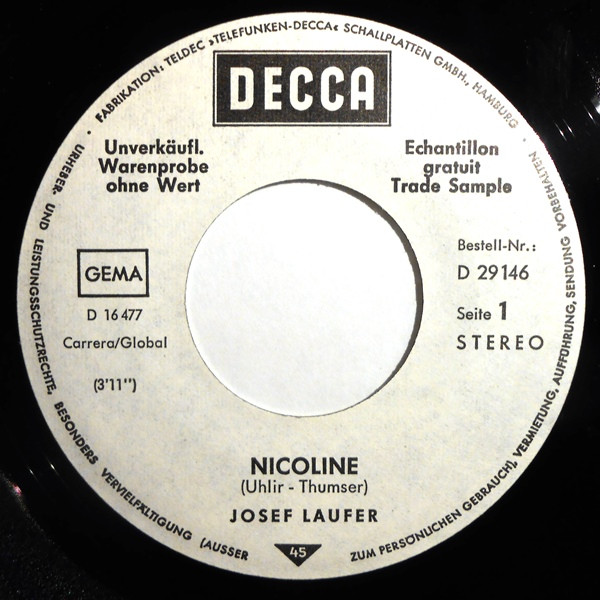 DECCA
Unverkäufl.
Warenprobe
ohne Wert
Echantillon
gratuit
Trade Sample
GEMA
D 16 477
Carrera/Global
(3'11'')
Bestell-Nr.:
D 29146
Seite 1
STEREO
NICOLINE
(Uhlir - Thumser)
JOSEF LAUFER
45
· FABRIKATION: TELDEC »TELEFUNKEN-DECCA« SCHALLPLATTEN GMBH., HAMBURG ·
URHEBER- UND LEISTUNGSSCHUTZRECHTE, BESONDERS VERVIELFÄLTIGUNG (AUSSER ZUM PERSÖNLICHEN GEBRAUCH), VERMIETUNG, AUFFÜHRUNG, SENDUNG VORBEHALTEN